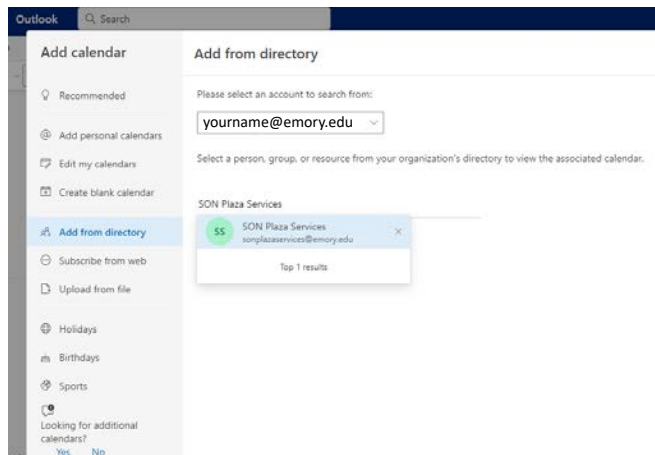 Outlook
Search
Add calendar
Recommended
Add personal calendars
Edit my calendars
Create blank calendar
Add from directory
Subscribe from web
Upload from file
Holidays
Birthdays
Sports
Looking for additional
calendars?
Yes No
Add from directory
Please select an account to search from:
yourname@emory.edu
Select a person, group, or resource from your organization's directory to view the associated calendar.
SON Plaza Services
SS
SON Plaza Services
sonplazaservices@emory.edu
Top 1 results